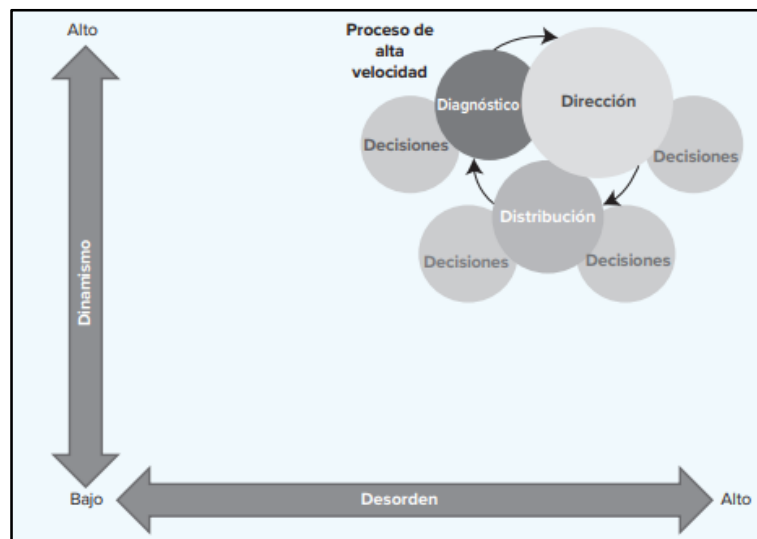 Alto
Proceso de
alta
velocidad
Diagnóstico
Dirección
Decisiones
Decisiones
Distribución
Decisiones
Decisiones
Dinamismo
Bajo
Desorden
Alto